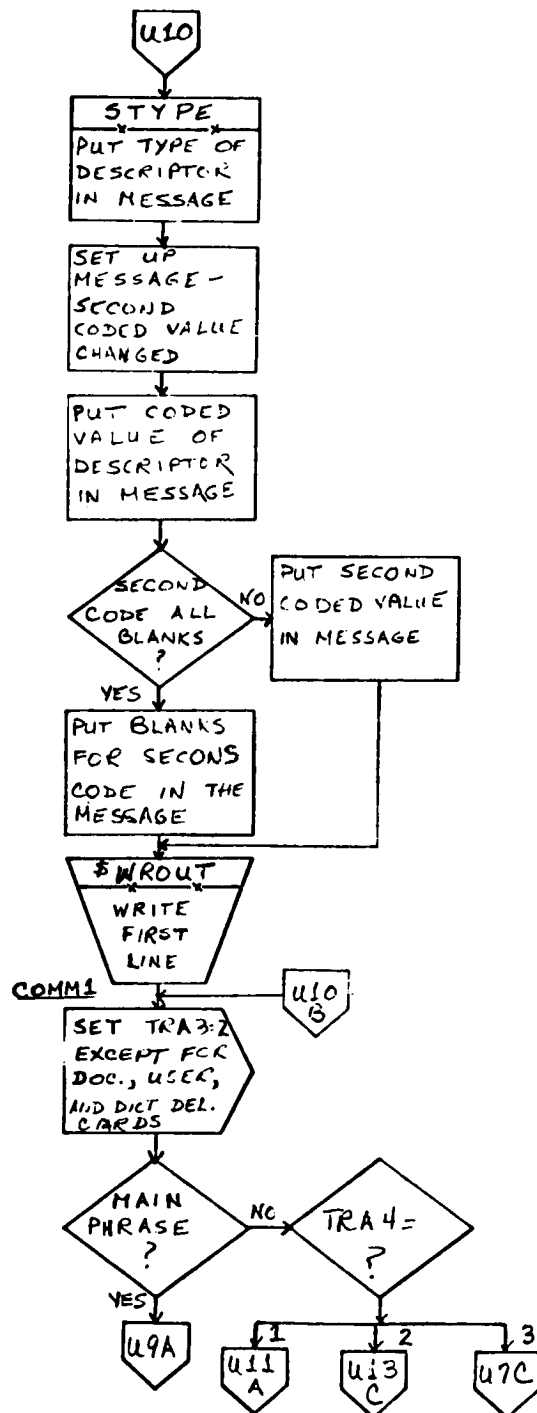 U10
STYPE
PUT TYPE OF
DESCRIPTOR
IN MESSAGE
SET UP
MESSAGE –
SECOND
CODED VALUE
CHANGED
PUT CODED
VALUE OF
DESCRIPTOR
IN MESSAGE
SECOND
CODE ALL
BLANKS
?
NO
PUT SECOND
CODED VALUE
IN MESSAGE
YES
PUT BLANKS
FOR SECONS
CODE IN THE
MESSAGE
$WROUT
WRITE
FIRST
LINE
COMM1
U10
B
SET TRA3:2
EXCEPT FOR
DOC., USER,
AND DICT DEL.
CARDS
MAIN
PHRASE
?
NO
TRA4=
?
YES
U9A
1
U11
A
2
U13
C
3
U7C